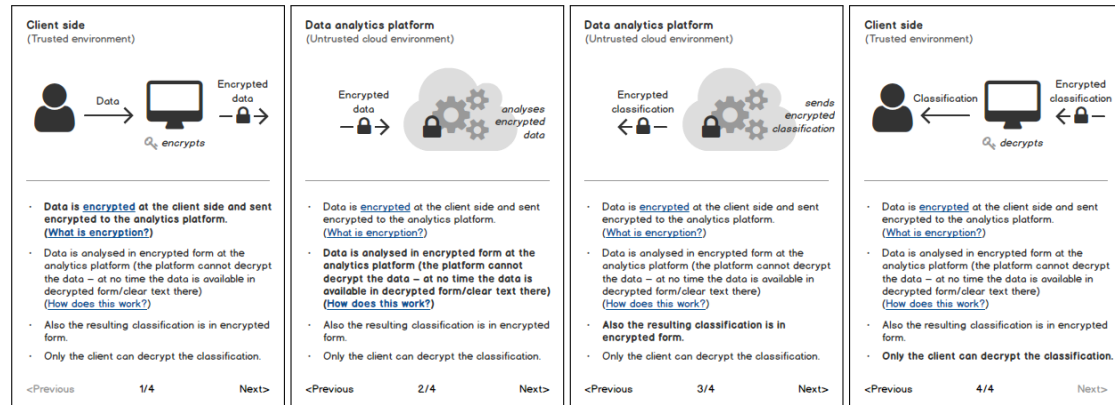 Client side
(Trusted environment)
Data
Encrypted
data
encrypts
· Data is encrypted at the client side and sent
encrypted to the analytics platform.
(What is encryption?)
· Data is analysed in encrypted form at the
analytics platform (the platform cannot decrypt
the data – at no time the data is available in
decrypted form/clear text there)
(How does this work?)
· Also the resulting classification is in encrypted
form.
· Only the client can decrypt the classification.
<Previous 1/4 Next>
Data analytics platform
(Untrusted cloud environment)
Encrypted
data
analyses
encrypted
data
· Data is encrypted at the client side and sent
encrypted to the analytics platform.
(What is encryption?)
· Data is analysed in encrypted form at the
analytics platform (the platform cannot
decrypt the data – at no time the data is
available in decrypted form/clear text there)
(How does this work?)
· Also the resulting classification is in encrypted
form.
· Only the client can decrypt the classification.
<Previous 2/4 Next>
Data analytics platform
(Untrusted cloud environment)
Encrypted
classification
sends
encrypted
classification
· Data is encrypted at the client side and sent
encrypted to the analytics platform.
(What is encryption?)
· Data is analysed in encrypted form at the
analytics platform (the platform cannot decrypt
the data – at no time the data is available in
decrypted form/clear text there)
(How does this work?)
· Also the resulting classification is in
encrypted form.
· Only the client can decrypt the classification.
<Previous 3/4 Next>
Client side
(Trusted environment)
Classification
Encrypted
classification
decrypts
· Data is encrypted at the client side and sent
encrypted to the analytics platform.
(What is encryption?)
· Data is analysed in encrypted form at the
analytics platform (the platform cannot decrypt
the data – at no time the data is available in
decrypted form/clear text there)
(How does this work?)
· Also the resulting classification is in encrypted
form.
· Only the client can decrypt the classification.
<Previous 4/4 Next>